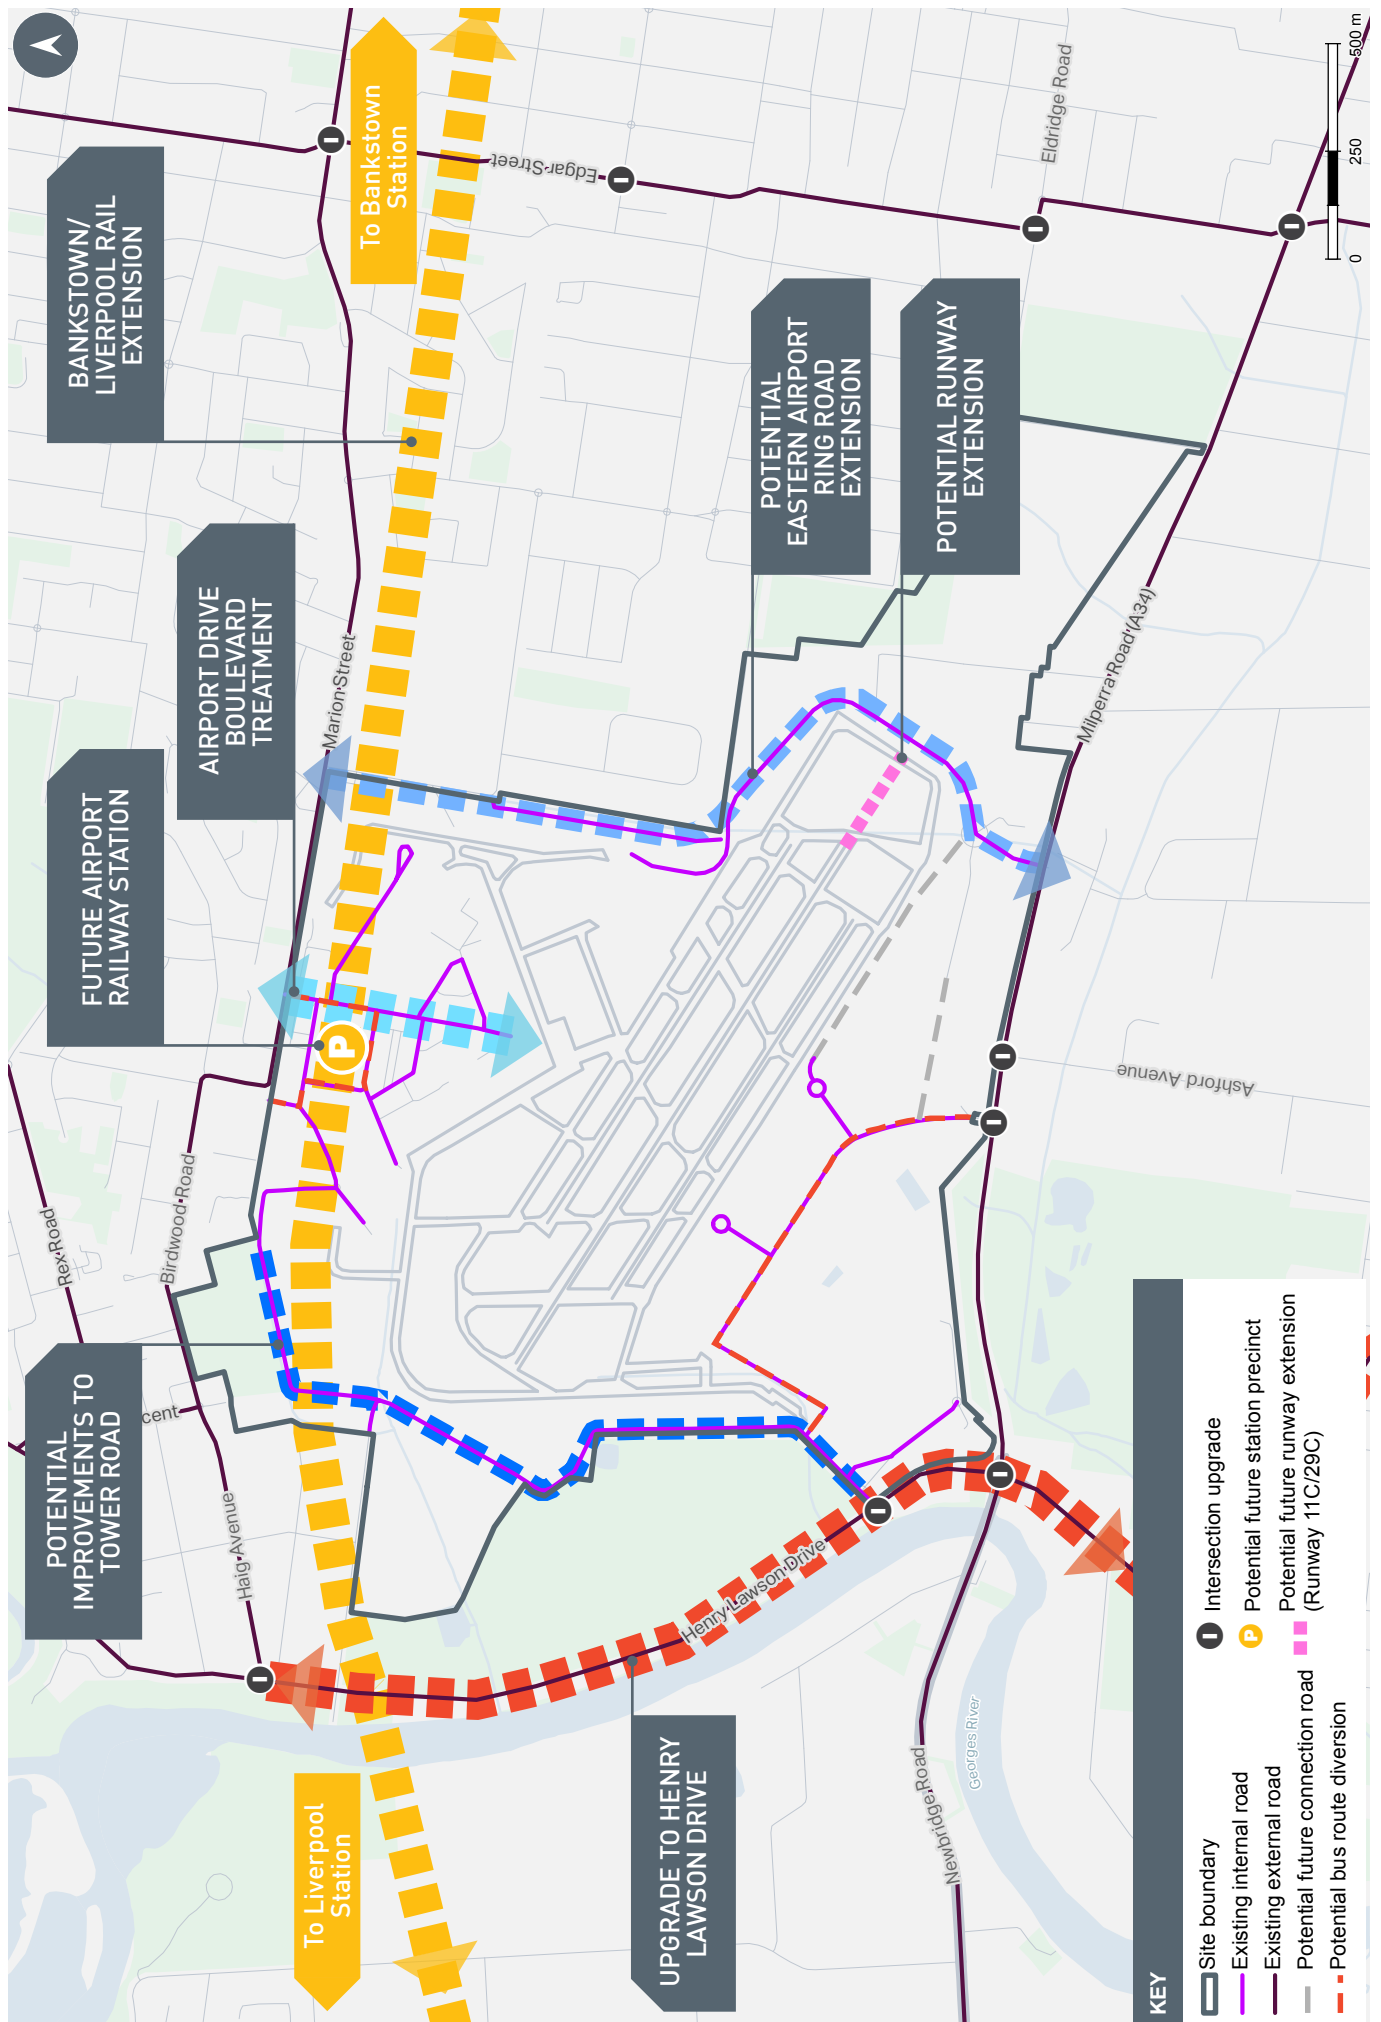 BANKSTOWN/
LIVERPOOL RAIL
EXTENSION
To Bankstown
Station
Edgar Street
Eldridge Road
500 m
250
0
AIRPORT DRIVE
BOULEVARD
TREATMENT
POTENTIAL
EASTERN AIRPORT
RING ROAD
EXTENSION
POTENTIAL RUNWAY
EXTENSION
FUTURE AIRPORT
RAILWAY STATION
Marion Street
Milperra Road (A34)
P
Rex Road
Birdwood Road
Ashford Avenue
POTENTIAL
IMPROVEMENTS TO
TOWER ROAD
cent
Haig Avenue
Henry Lawson Drive
To Liverpool
Station
UPGRADE TO HENRY
LAWSON DRIVE
Newbridge Road
Georges River
I
I
I
I
I
I
I
I
I
KEY
Site boundary
Existing internal road
Existing external road
Potential future connection road
Potential bus route diversion
I Intersection upgrade
P Potential future station precinct
Potential future runway extension
(Runway 11C/29C)